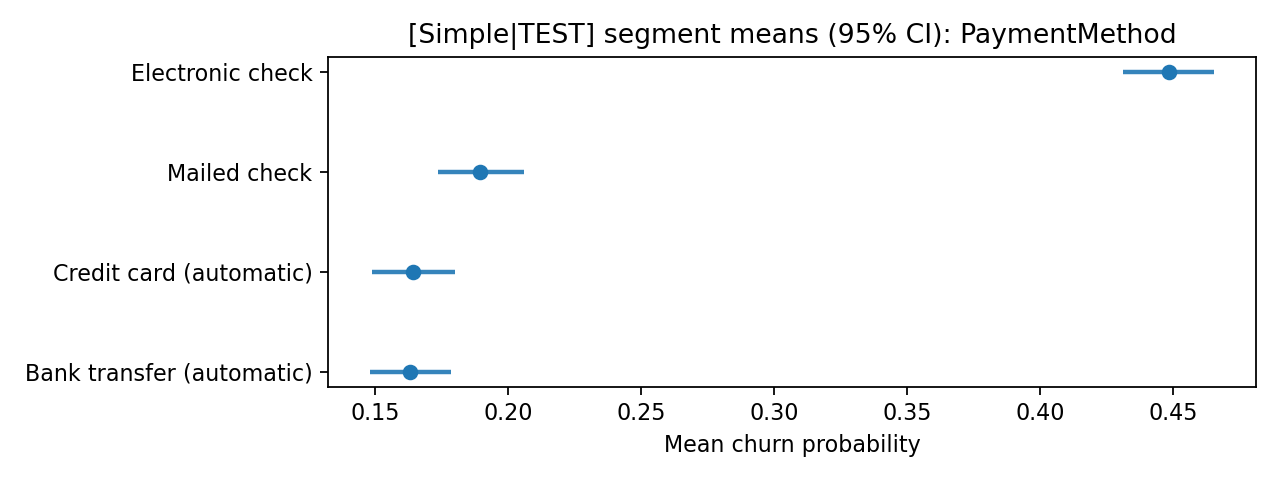 [Simple|TEST] segment means (95% CI): PaymentMethod
Electronic check
Mailed check
Credit card (automatic)
Bank transfer (automatic)
0.15 0.20 0.25 0.30 0.35 0.40 0.45
Mean churn probability